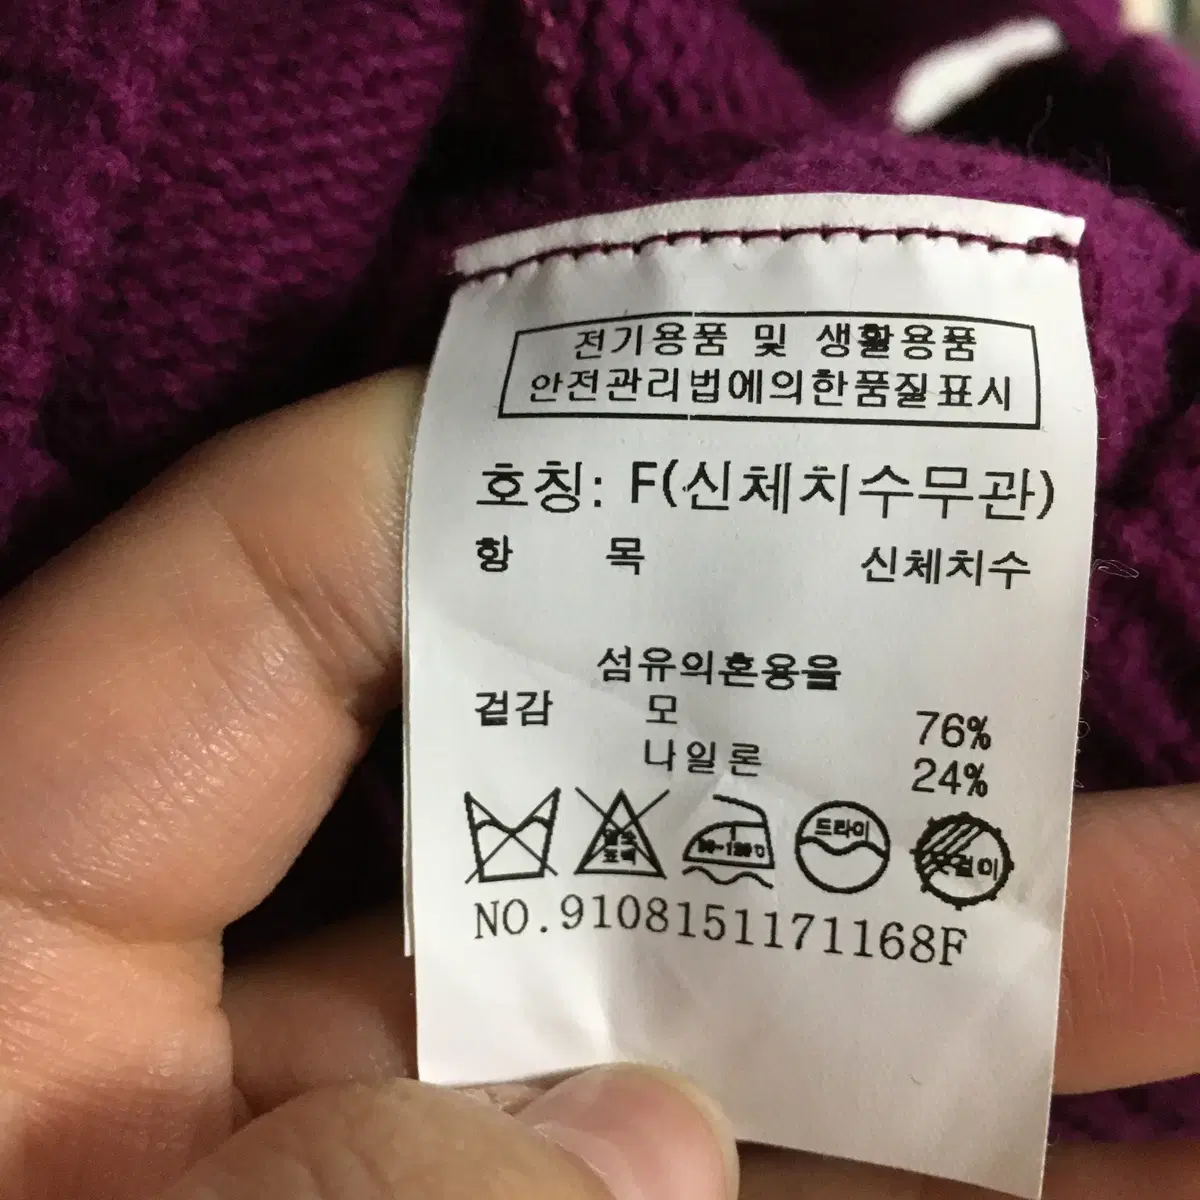 전기용품 및 생활용품
안전관리법에의한품질표시
호칭: F(신체치수무관)
항 목 신체치수
섬유의혼용율
겉감 모 76%
나일론 24%
드라이
NO.9108151171168F